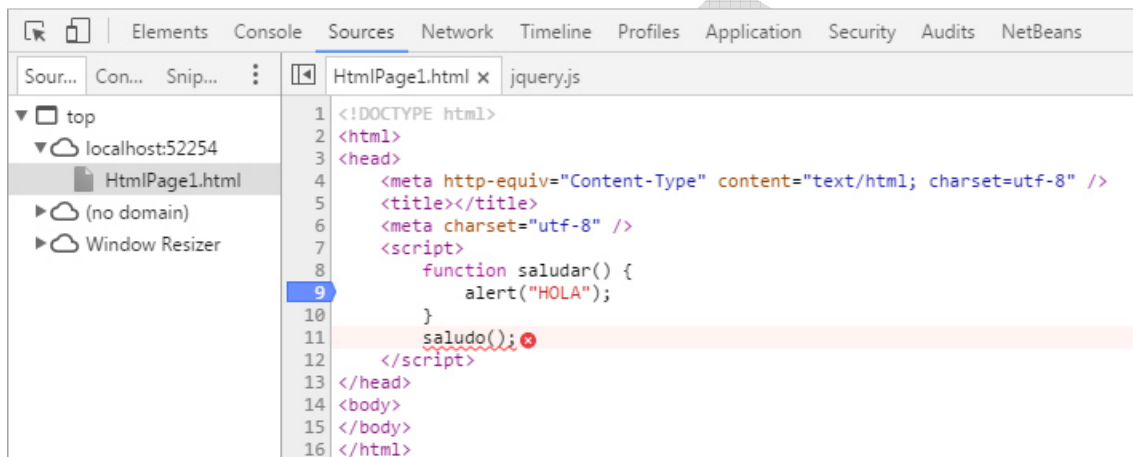 Elements Console Sources Network Timeline Profiles Application Security Audits NetBeans
Sour... Con... Snip... HtmlPage1.html × jquery.js
top
localhost:52254
HtmlPage1.html
(no domain)
Window Resizer
1 <!DOCTYPE html>
2 <html>
3 <head>
4 <meta http-equiv="Content-Type" content="text/html; charset=utf-8" />
5 <title></title>
6 <meta charset="utf-8" />
7 <script>
8 function saludar() {
9 alert("HOLA");
10 }
11 saludo();
12 </script>
13 </head>
14 <body>
15 </body>
16 </html>